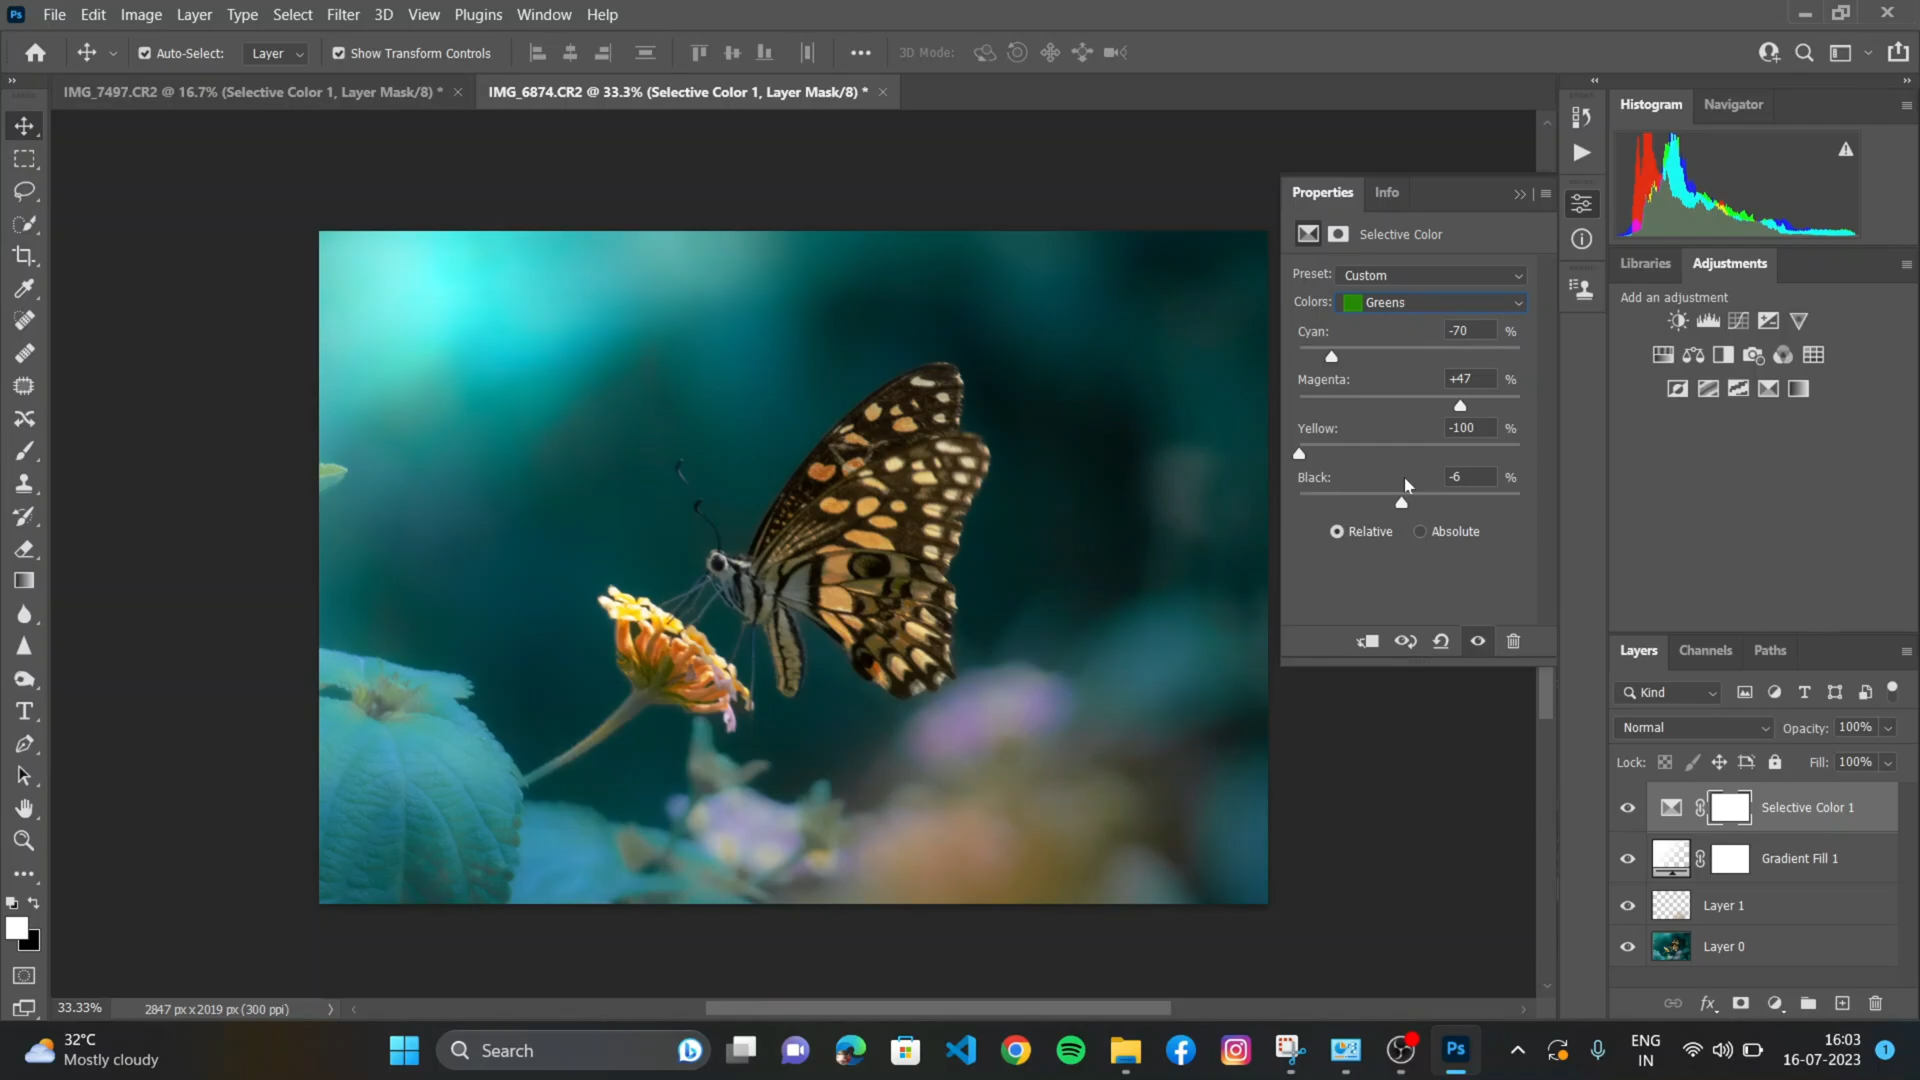 Ps File Edit Image Layer Type Select Filter 3D View Plugins Window Help
Auto-Select: Layer Show Transform Controls 3D Mode:
IMG_7497.CR2 @ 16.7% (Selective Color 1, Layer Mask/8) * IMG_6874.CR2 @ 33.3% (Selective Color 1, Layer Mask/8) *
Histogram Navigator
Properties Info
Selective Color
Preset: Custom
Colors: Greens
Cyan: -70 %
Magenta: +47 %
Yellow: -100 %
Black: -6 %
Relative Absolute
Libraries Adjustments
Add an adjustment
Layers Channels Paths
Kind
Normal Opacity: 100%
Lock: Fill: 100%
Selective Color 1
Gradient Fill 1
Layer 1
Layer 0
33.33% 2847 px x 2019 px (300 ppi)
32°C
Mostly cloudy
Search
Ps
ENG
IN
16:03
16-07-2023
1